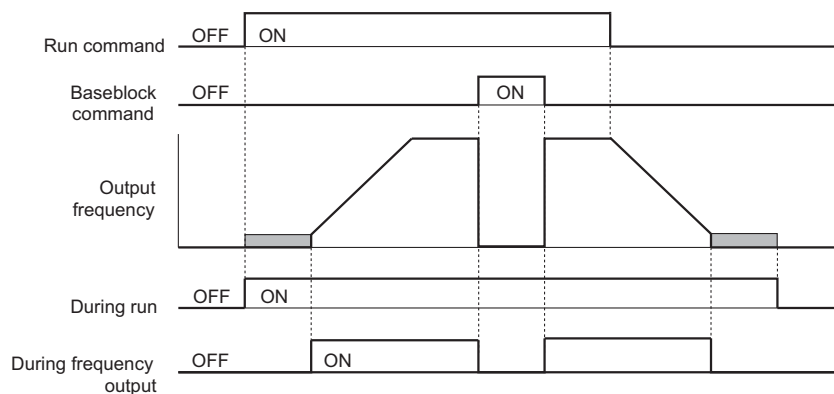 Run command
OFF
ON
Baseblock
command
OFF
ON
Output
frequency
During run
OFF
ON
During frequency
output
OFF
ON